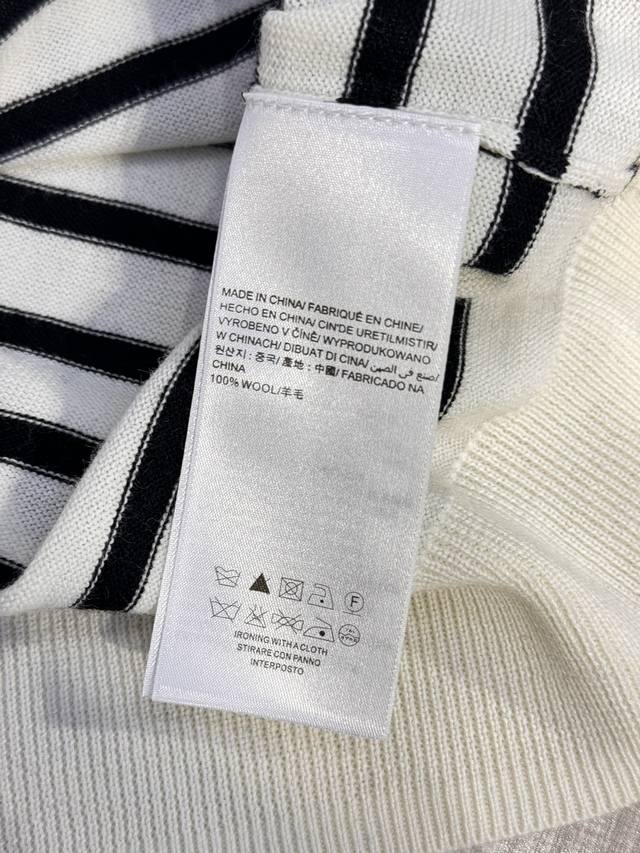 MADE IN CHINA/ FABRIQUÉ EN CHINE/
HECHO EN CHINA/ CIN'DE URETILMISTIR/
VYROBENO V ČÍNĚ/ WYPRODUKOWANO
W CHINACH/ DIBUAT DI CINA/ صنع في الصين/
원산지 : 중국/ 產地 : 中國/ FABRICADO NA
CHINA
100% WOOL/羊毛
F
IRONING WITH A CLOTH
STIRARE CON PANNO
INTERPOSTO